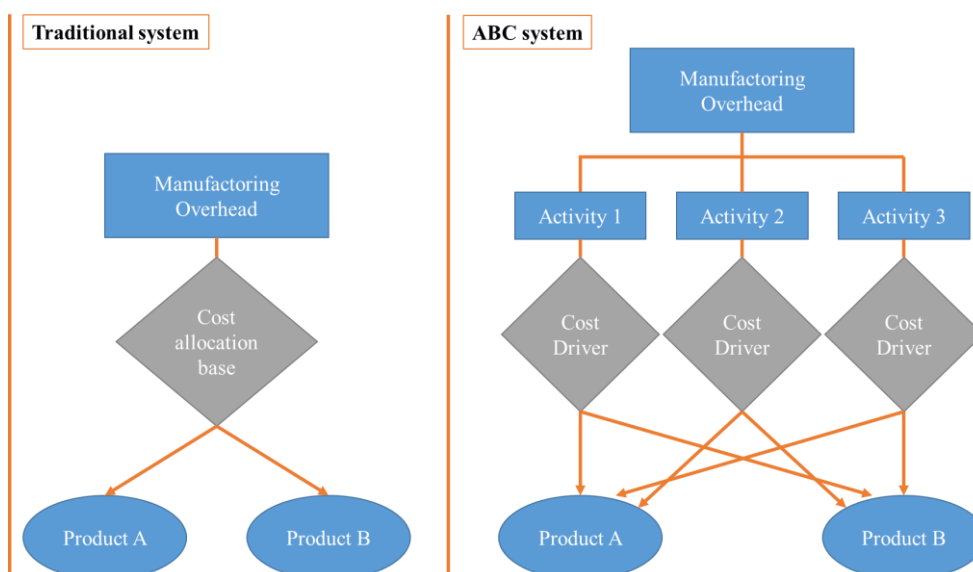 Traditional system
Manufactoring
Overhead
Cost
allocation
base
Product A
Product B
ABC system
Manufactoring
Overhead
Activity 1
Activity 2
Activity 3
Cost
Driver
Cost
Driver
Cost
Driver
Product A
Product B